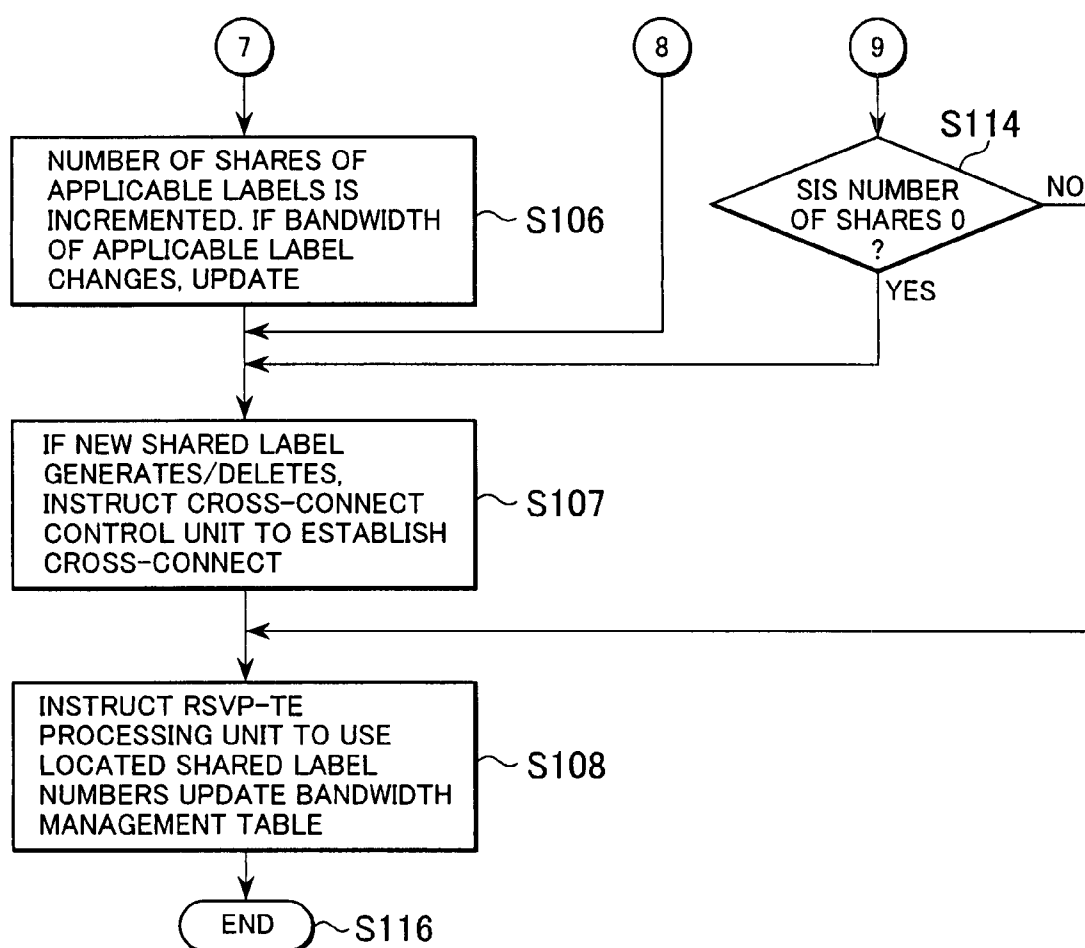 7
8
9
NUMBER OF SHARES OF
APPLICABLE LABELS IS
INCREMENTED. IF BANDWIDTH
OF APPLICABLE LABEL
CHANGES, UPDATE
S106
S114
SIS NUMBER
OF SHARES 0
?
NO
YES
IF NEW SHARED LABEL
GENERATES/DELETES,
INSTRUCT CROSS-CONNECT
CONTROL UNIT TO ESTABLISH
CROSS-CONNECT
S107
INSTRUCT RSVP-TE
PROCESSING UNIT TO USE
LOCATED SHARED LABEL
NUMBERS UPDATE BANDWIDTH
MANAGEMENT TABLE
S108
END
S116